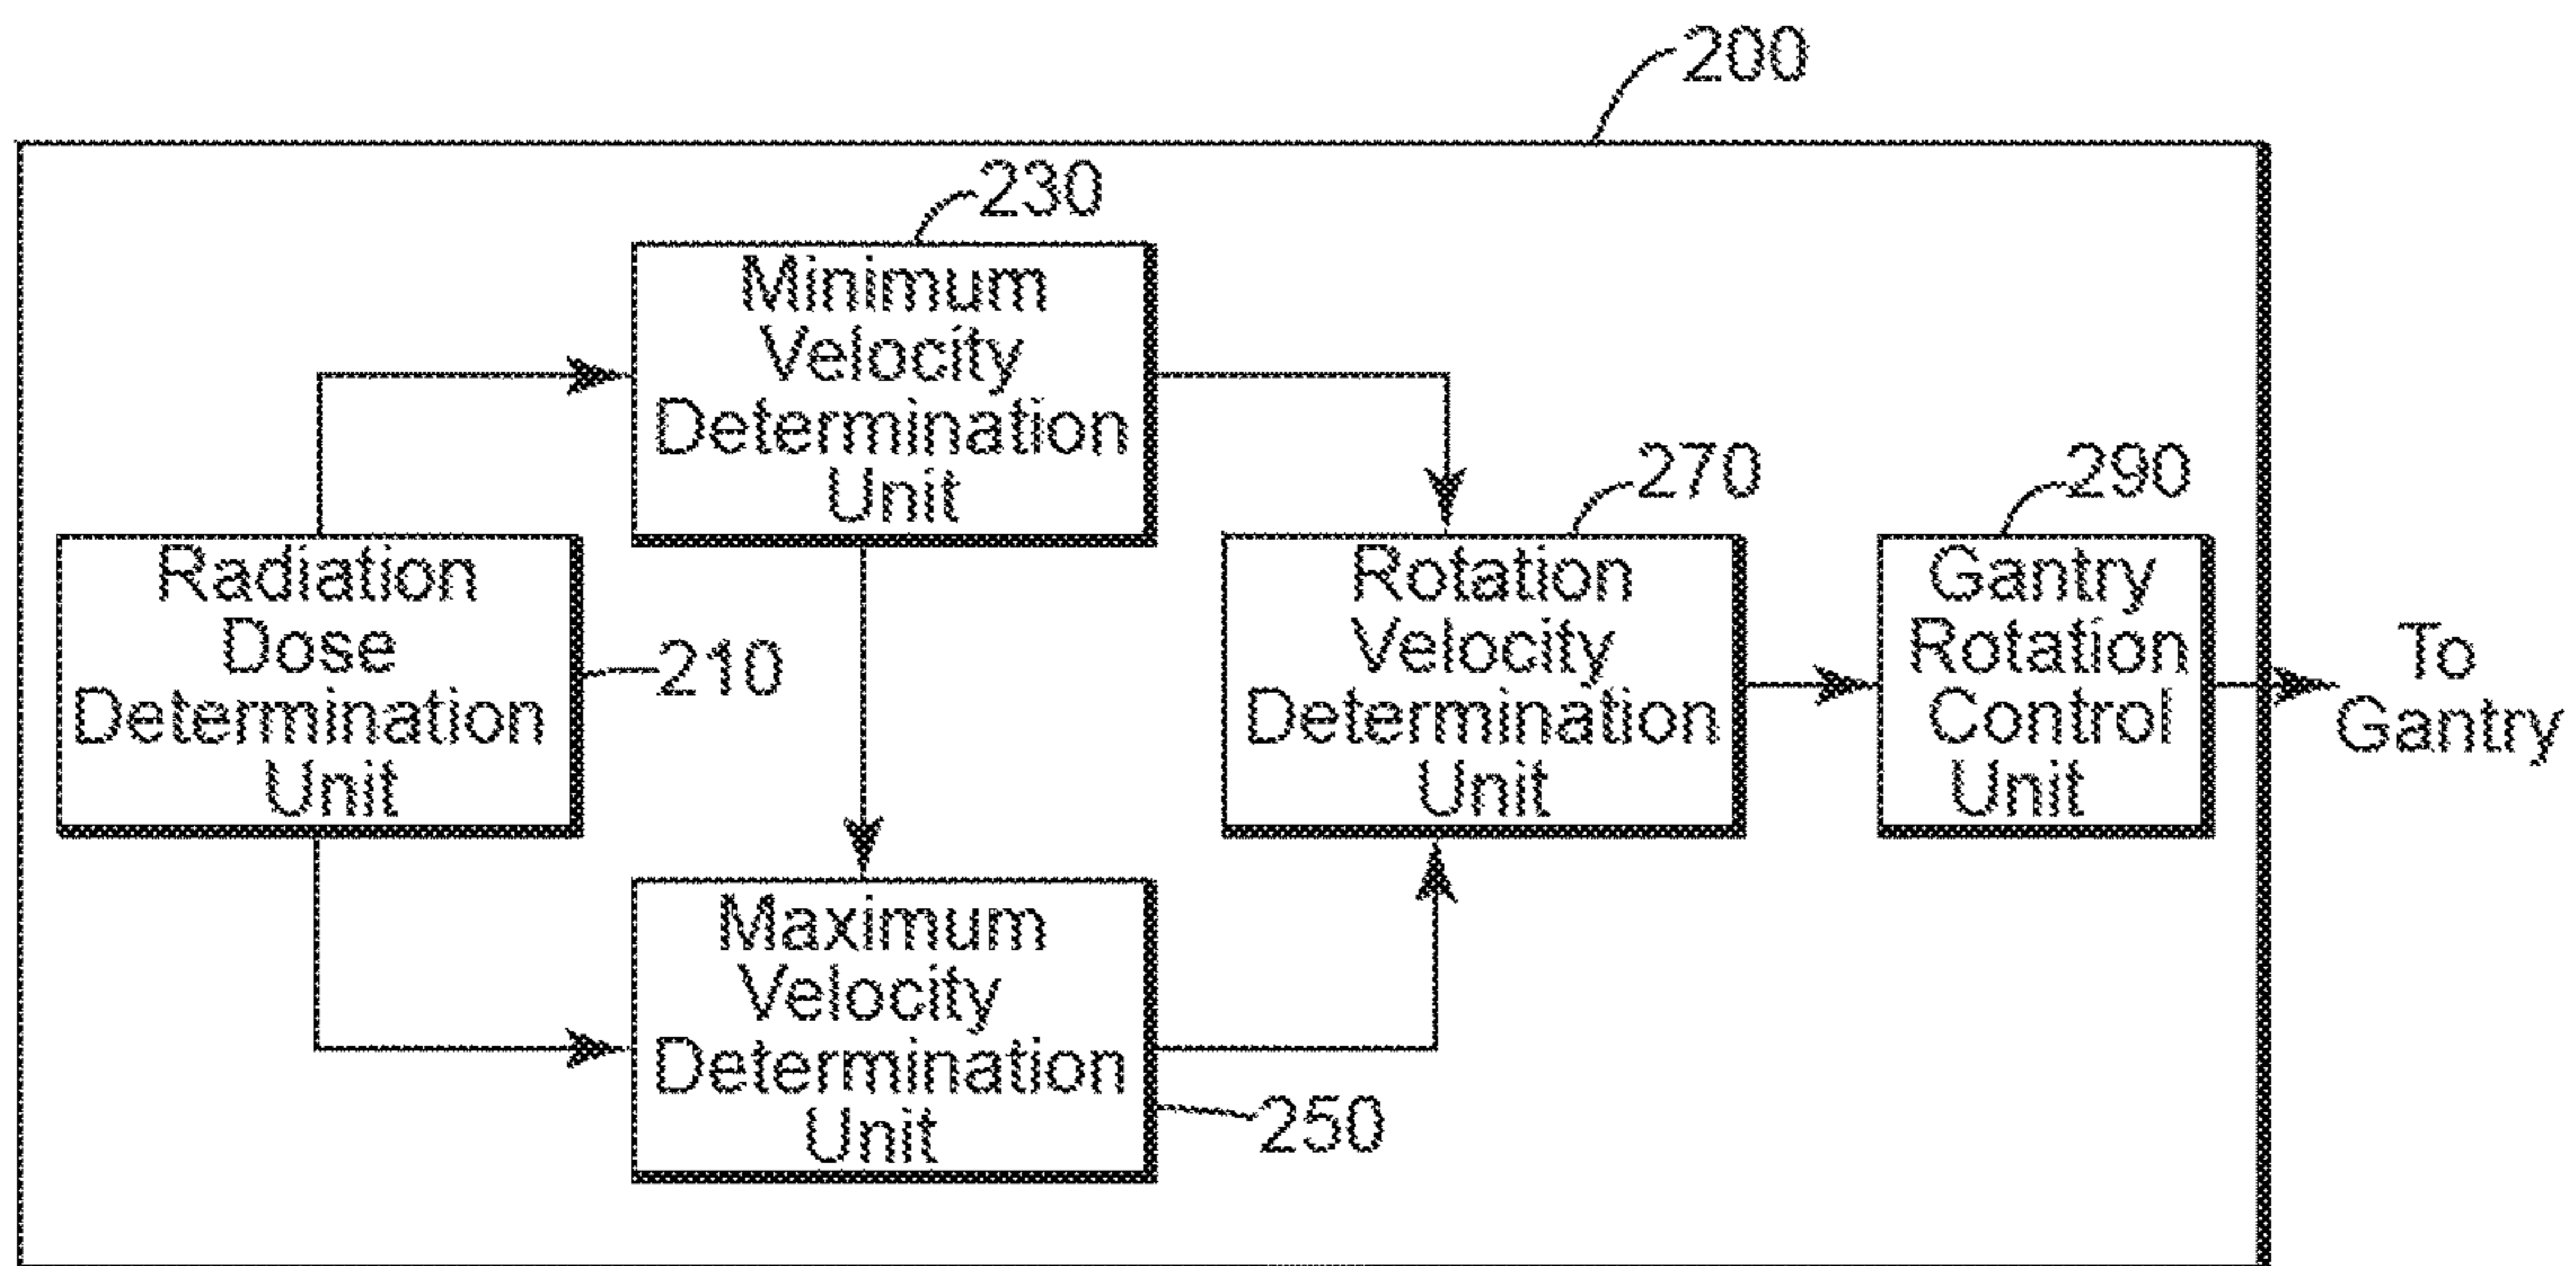 200
230
Minimum
Velocity
Determination
Unit
Radiation
Dose
Determination
Unit
210
Maximum
Velocity
Determination
Unit
250
270
Rotation
Velocity
Determination
Unit
290
Gantry
Rotation
Control
Unit
To
Gantry